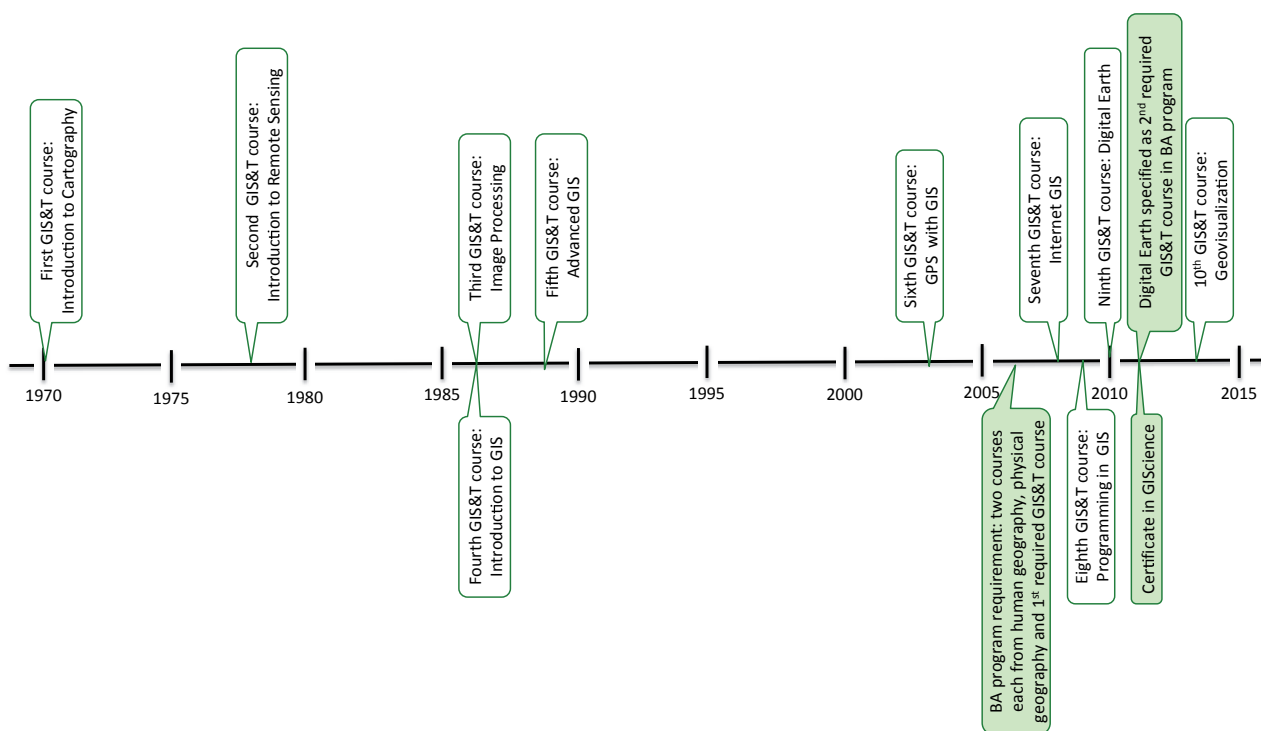 First GIS&T course:
Introduction to Cartography
Second GIS&T course:
Introduction to Remote Sensing
Third GIS&T course:
Image Processing
Fifth GIS&T course:
Advanced GIS
Sixth GIS&T course:
GPS with GIS
Seventh GIS&T course:
Internet GIS
Ninth GIS&T course: Digital Earth
Digital Earth specified as 2nd required
GIS&T course in BA program
10th GIS&T course:
Geovisualization
1970
1975
1980
1985
1990
1995
2000
2005
2010
2015
Fourth GIS&T course:
Introduction to GIS
BA program requirement: two courses
each from human geography, physical
geography and 1st required GIS&T course
Eighth GIS&T course:
Programming in GIS
Certificate in GIScience